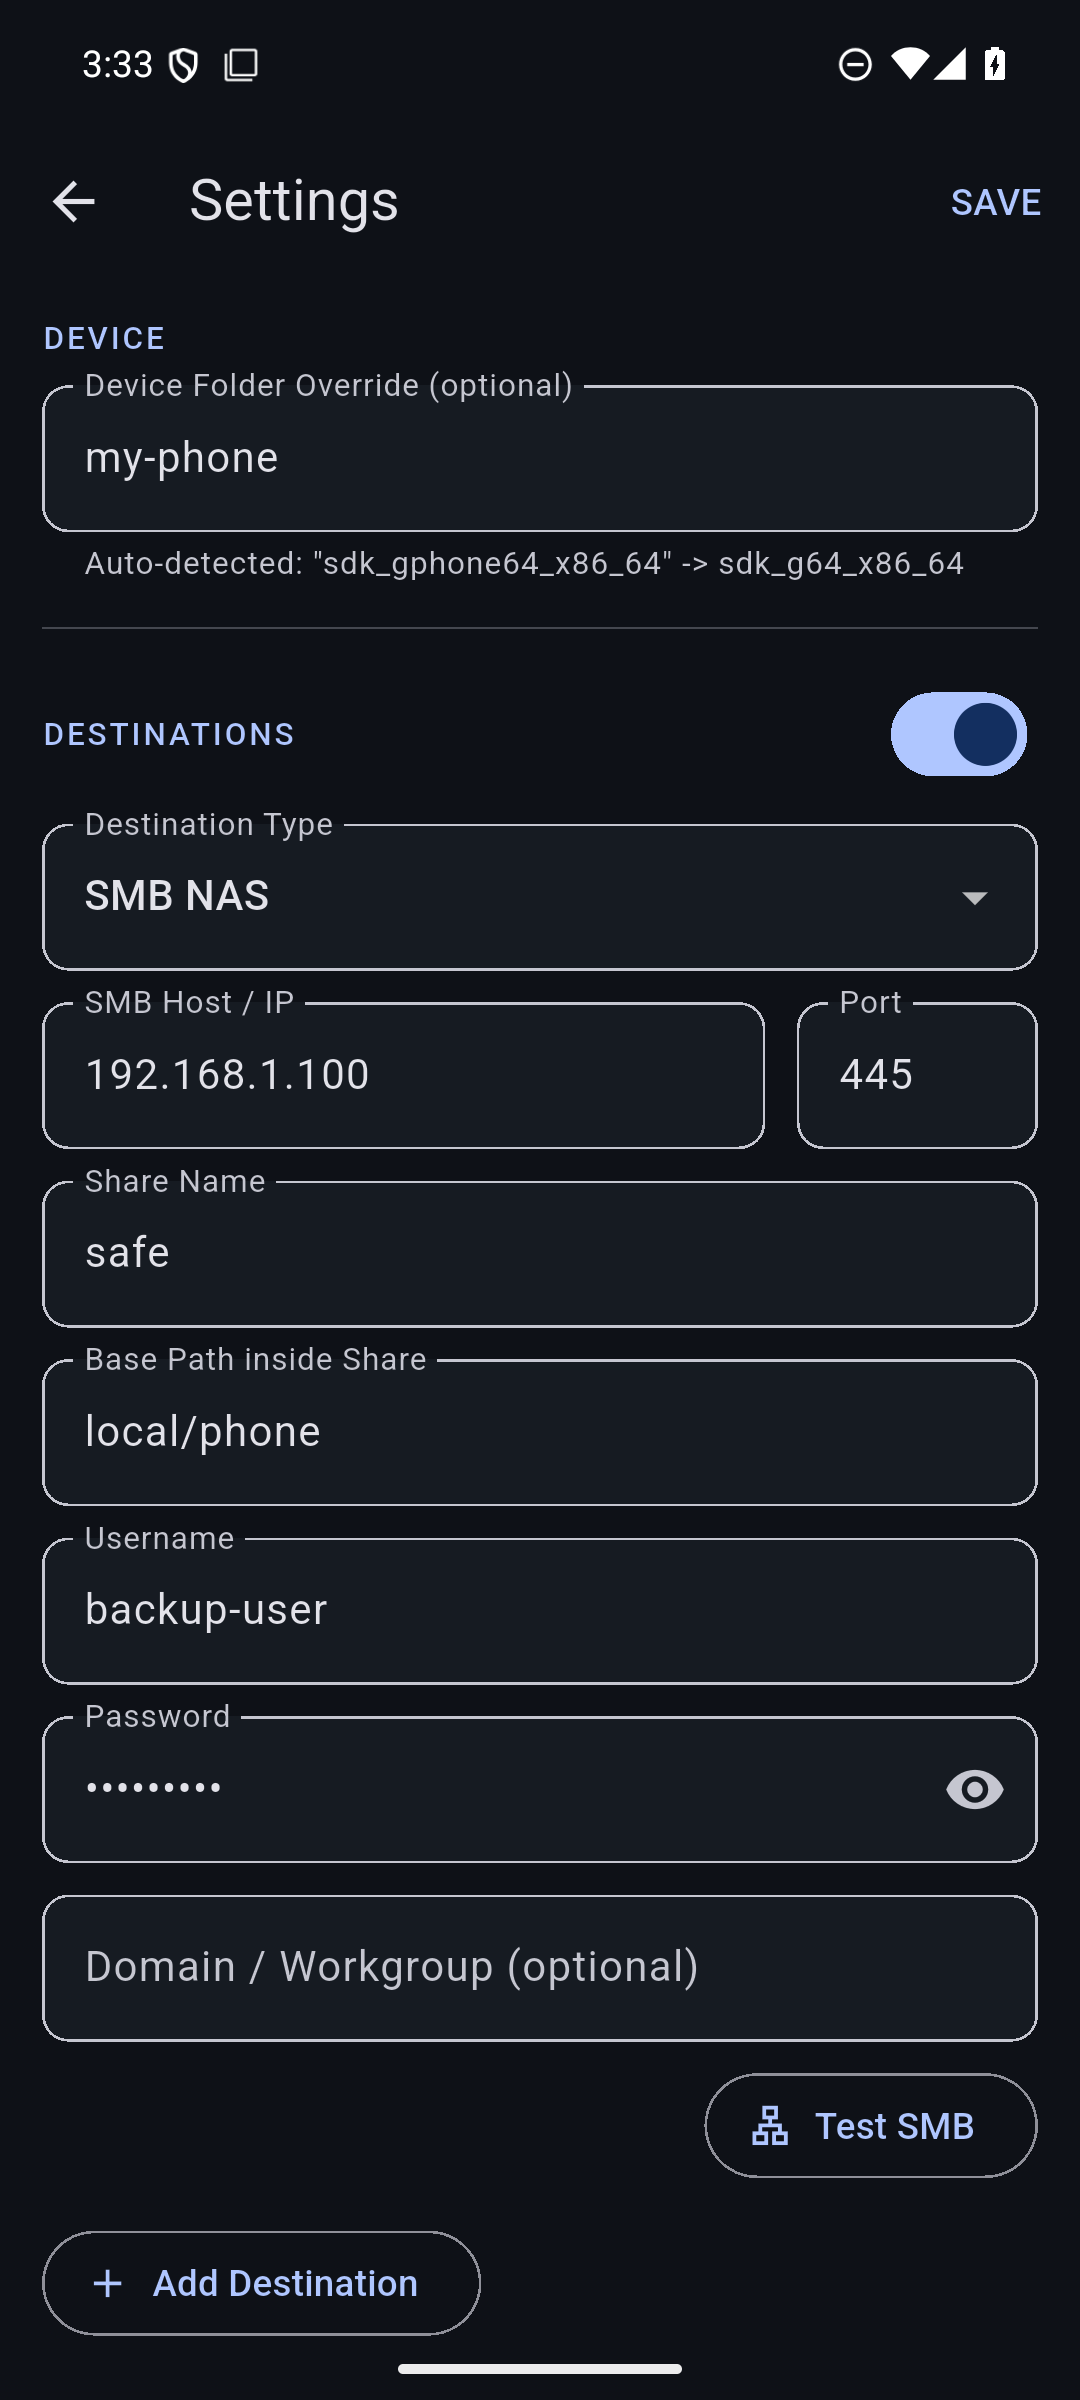 3:33
Settings
SAVE
DEVICE
Device Folder Override (optional)
my-phone
Auto-detected: "sdk_gphone64_x86_64" -> sdk_g64_x86_64
DESTINATIONS
Destination Type
SMB NAS
SMB Host / IP
192.168.1.100
Port
445
Share Name
safe
Base Path inside Share
local/phone
Username
backup-user
Password
•••••••••
Domain / Workgroup (optional)
Test SMB
Add Destination